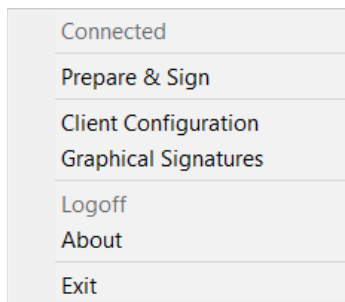 Connected
Prepare & Sign
Client Configuration
Graphical Signatures
Logoff
About
Exit